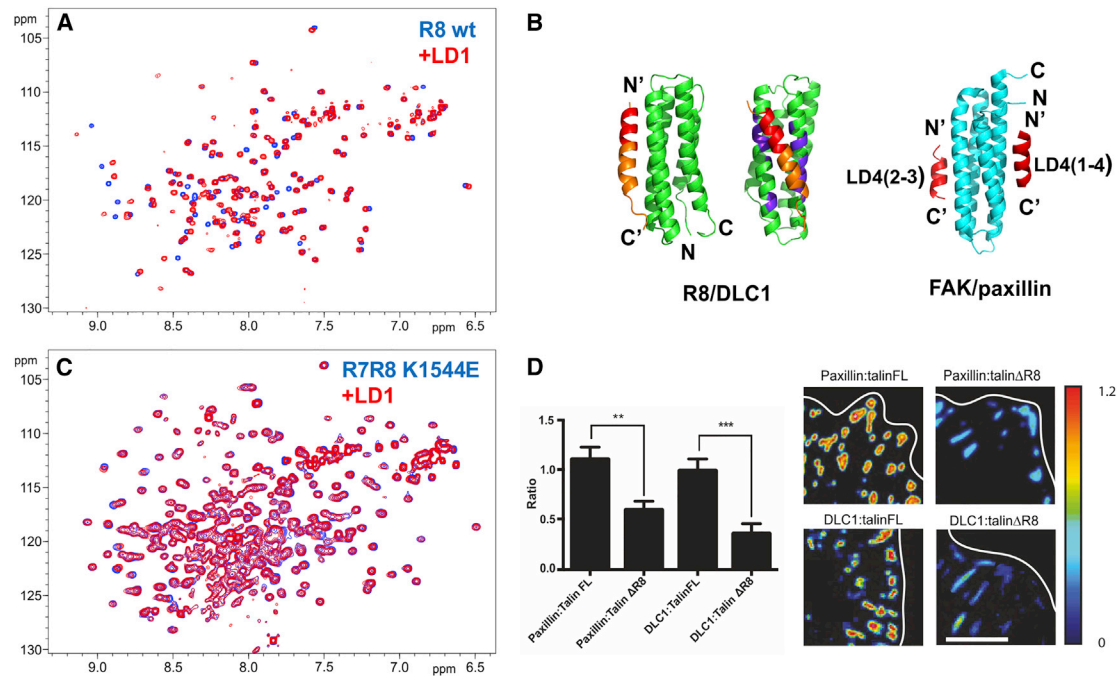 A
R8 wt
+LD1
ppm
105
110
115
120
125
130
9.0
8.5
8.0
7.5
7.0
ppm
6.5
B
N'
C'
N
C
R8/DLC1
C
N
N'
N'
LD4(2-3)
LD4(1-4)
C'
C'
FAK/paxillin
C
R7R8 K1544E
+LD1
ppm
105
110
115
120
125
130
9.0
8.5
8.0
7.5
7.0
ppm
6.5
D
Ratio
1.5
1.0
0.5
0.0
**
***
Paxillin:Talin FL
Paxillin:Talin ΔR8
DLC1:TalinFL
DLC1:Talin ΔR8
Paxillin:talinFL
Paxillin:talinΔR8
DLC1:talinFL
DLC1:talinΔR8
1.2
0